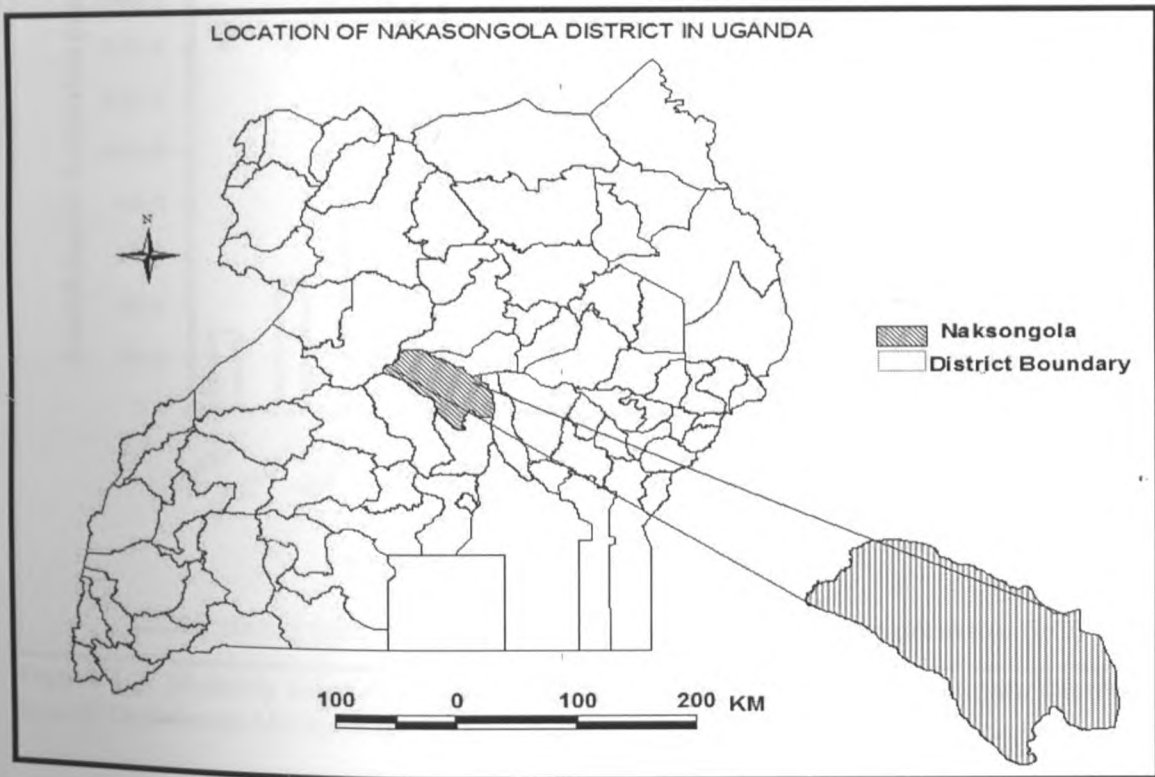 LOCATION OF NAKASONGOLA DISTRICT IN UGANDA
N
Naksongola
District Boundary
100 0 100 200 KM